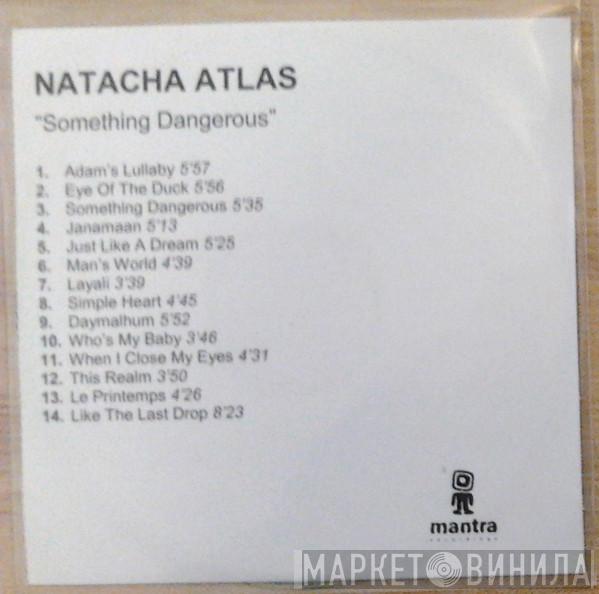 NATACHA ATLAS
"Something Dangerous"
1. Adam's Lullaby 5'57
2. Eye Of The Duck 5'56
3. Something Dangerous 5'35
4. Janamaan 5'13
5. Just Like A Dream 5'25
6. Man's World 4'39
7. Layali 3'39
8. Simple Heart 4'45
9. Daymalhum 5'52
10. Who's My Baby 3'46
11. When I Close My Eyes 4'31
12. This Realm 3'50
13. Le Printemps 4'26
14. Like The Last Drop 8'23
mantra
МАРКЕТ ВИНИЛА